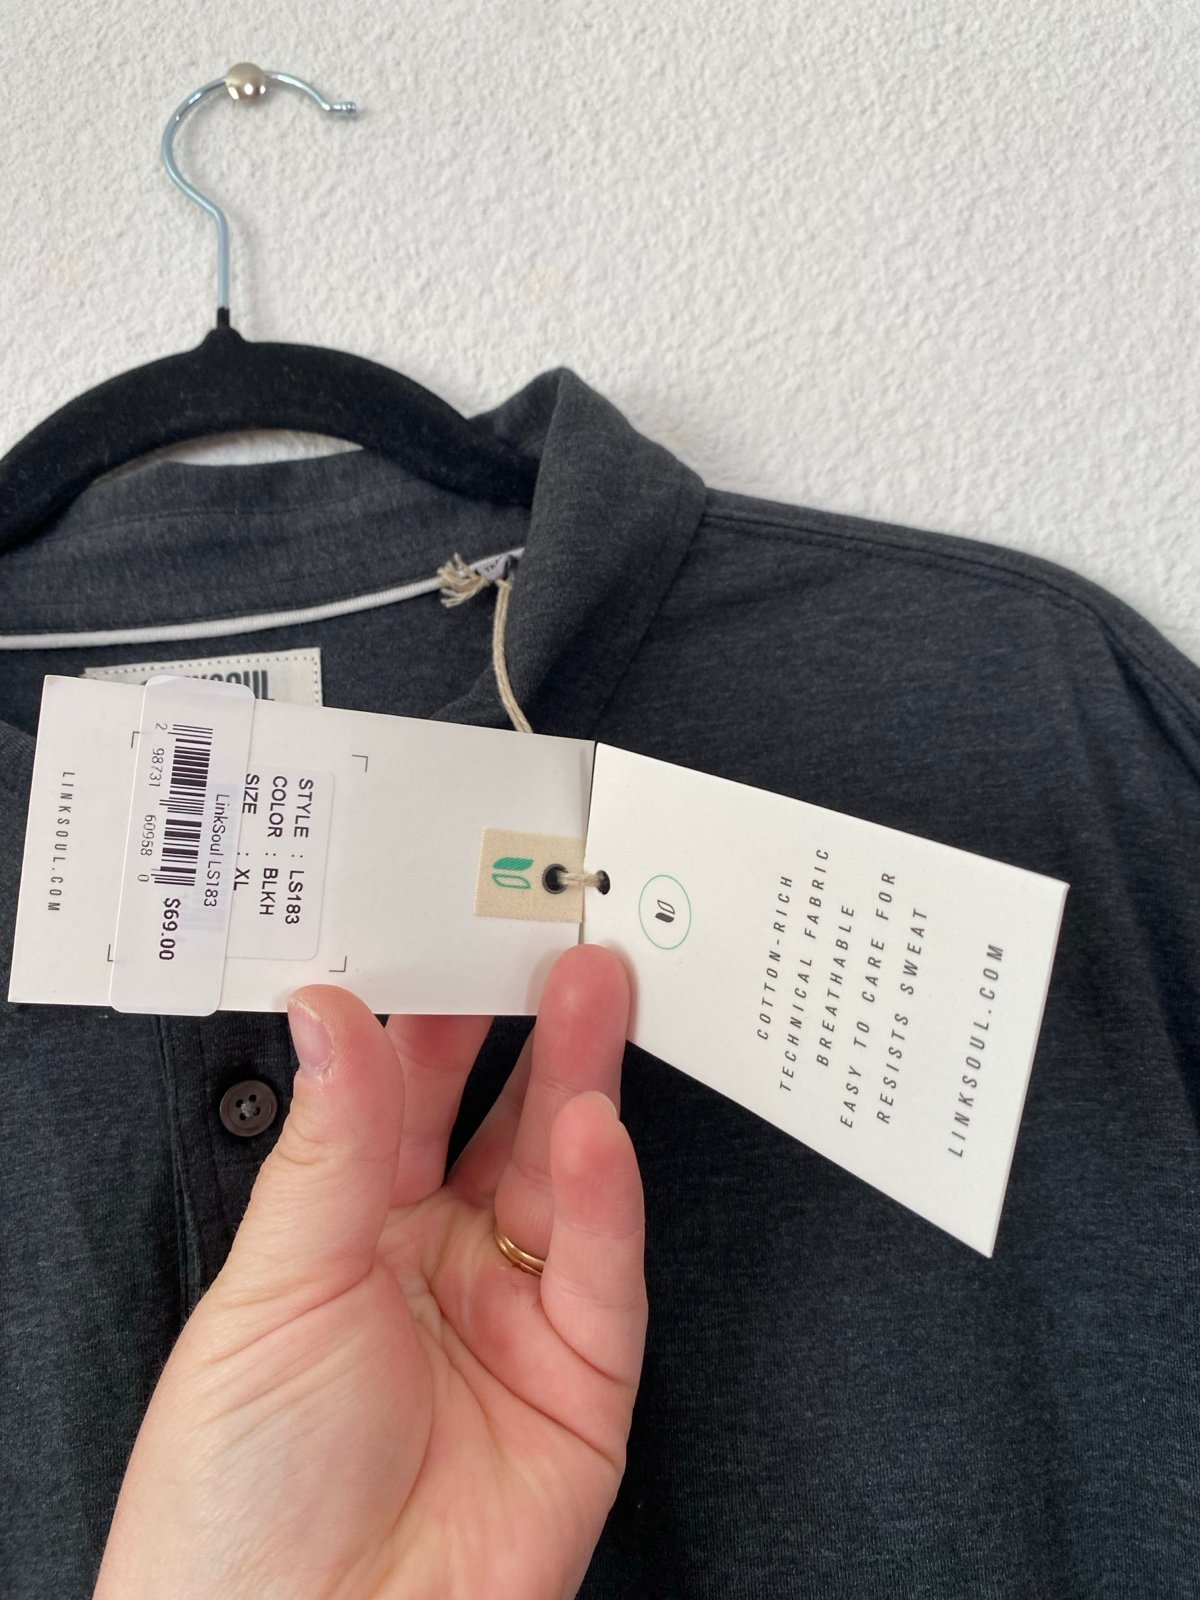 LINKSOUL.COM
2 98731 60958 0
LinkSoul LS183
$69.00
STYLE : LS183
COLOR : BLKH
SIZE : XL
COTTON-RICH
TECHNICAL FABRIC
BREATHABLE
EASY TO CARE FOR
RESISTS SWEAT
LINKSOUL.COM